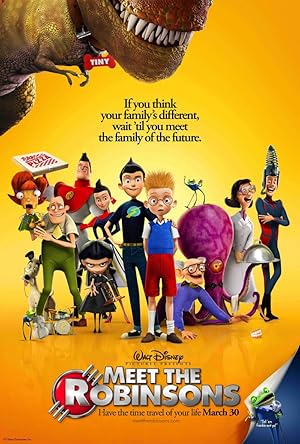 TINY
If you think
your family's different,
wait 'til you meet
the family of the future.
WALT DISNEY
PICTURES PRESENTS
MEET THE
ROBINSONS
Have the time travel of your life March 30